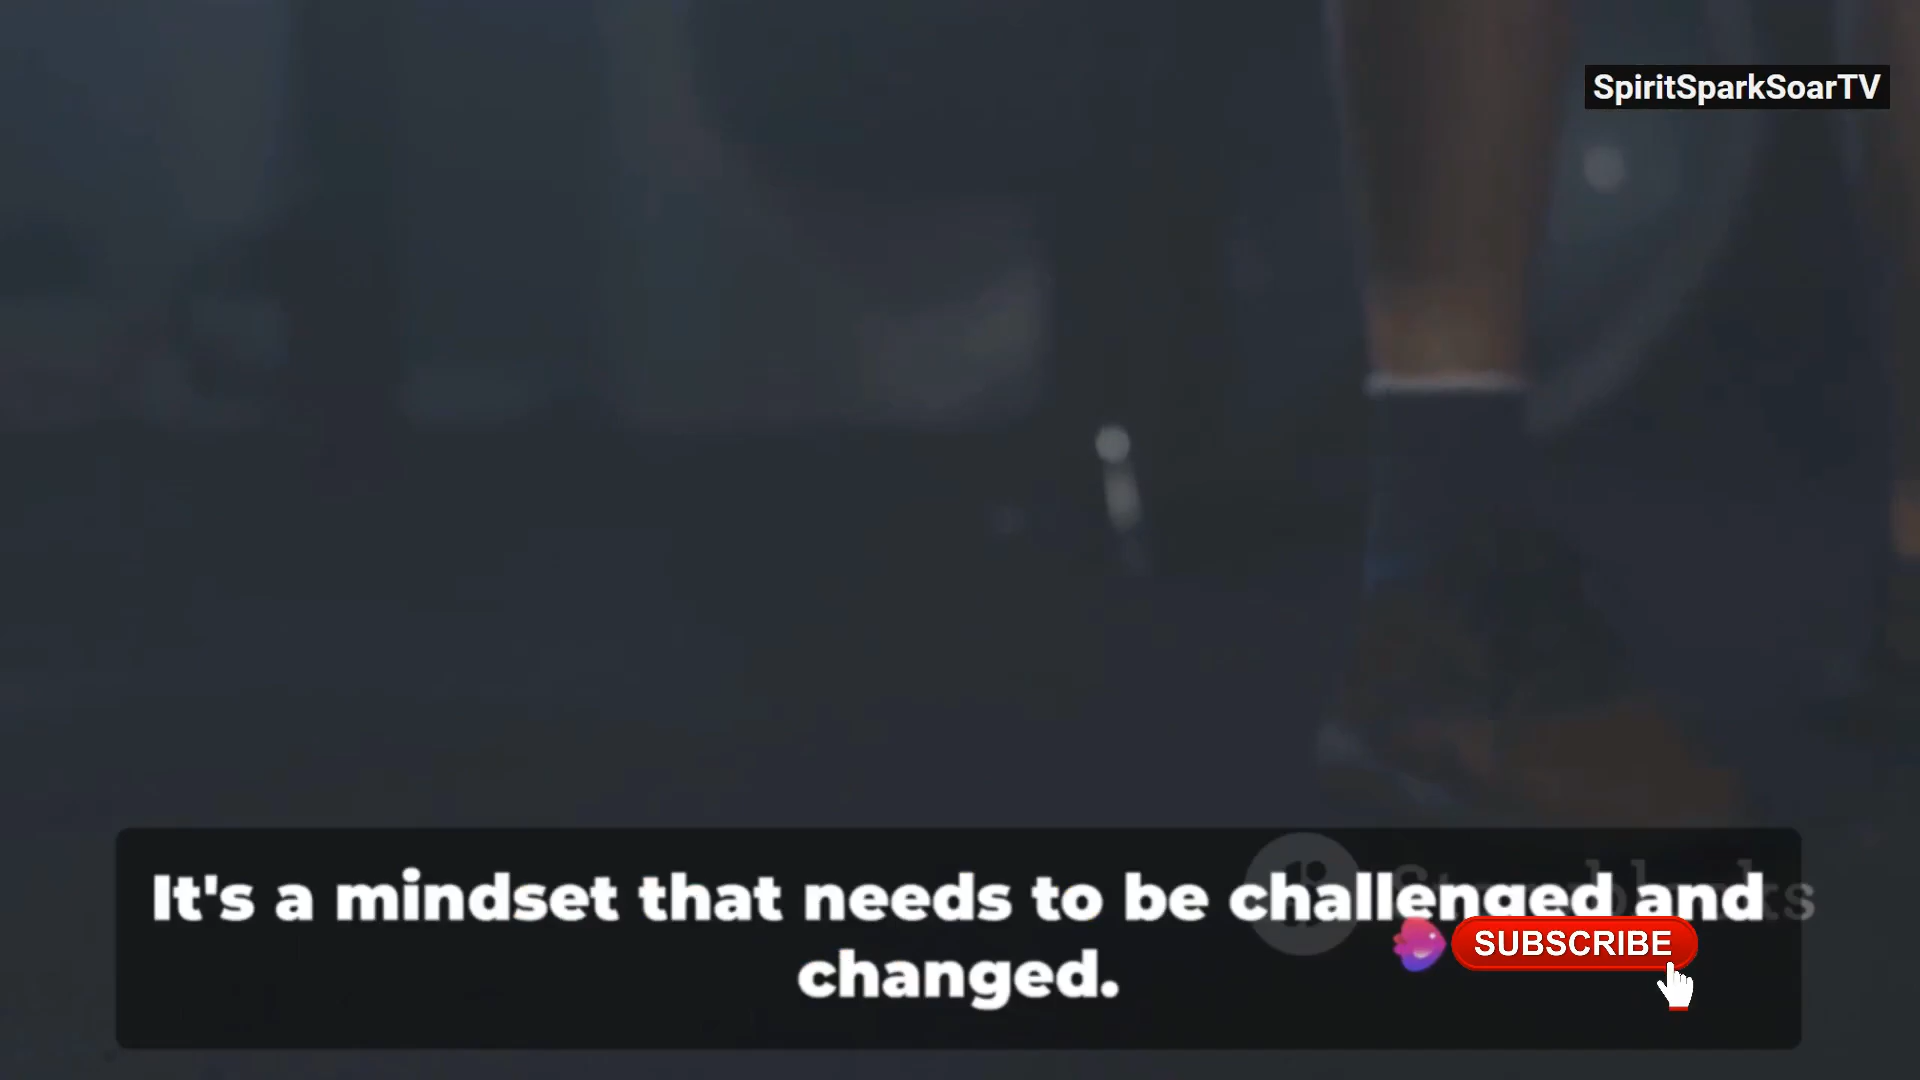 SpiritSparkSoarTV
It's a mindset that needs to be challenged and
changed.
SUBSCRIBE